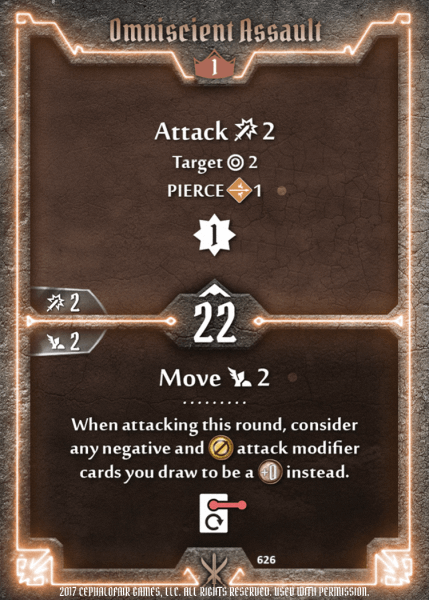 Omniscient Assault
1
Attack 2
Target 2
PIERCE 1
1
2
22
2
Move 2
When attacking this round, consider
any negative and attack modifier
cards you draw to be a +0 instead.
626
2017 CEPHALOFAIR GAMES, LLC. ALL RIGHTS RESERVED. USED WITH PERMISSION.